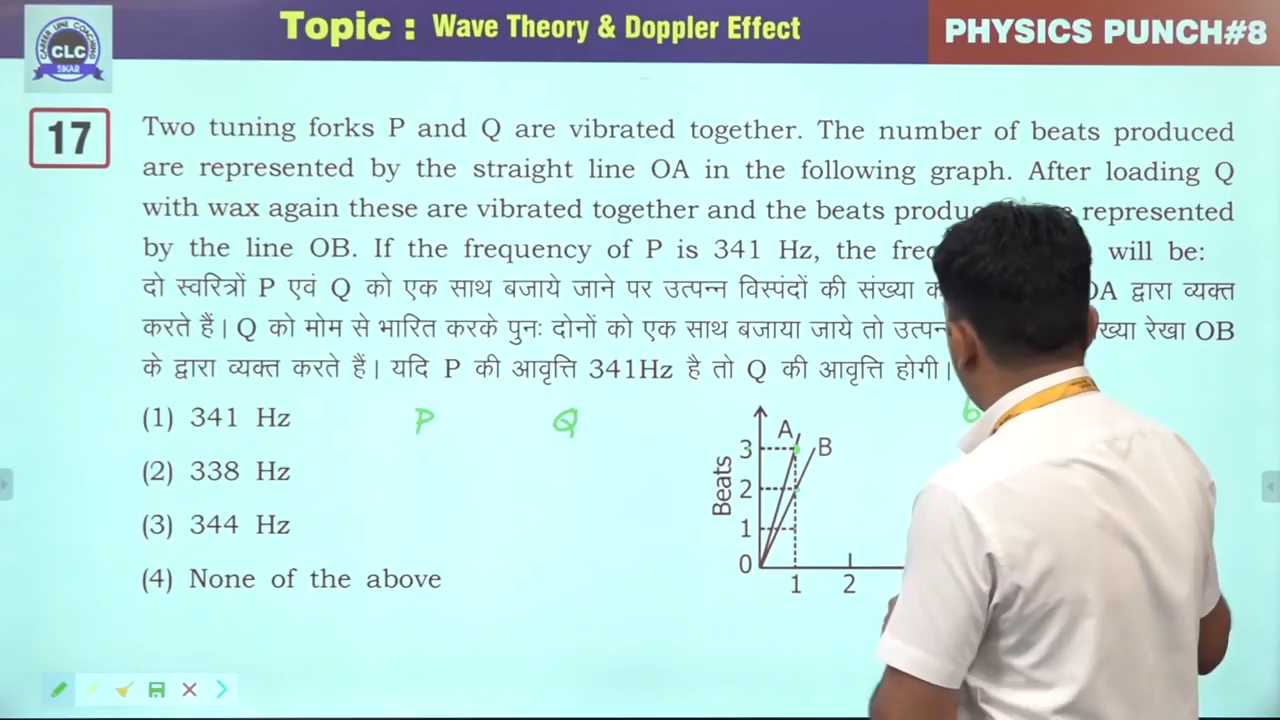 CAREER LINE COACHING
CLC
SIKAR
Topic : Wave Theory & Doppler Effect
PHYSICS PUNCH#8
17
Two tuning forks P and Q are vibrated together. The number of beats produced
are represented by the straight line OA in the following graph. After loading Q
with wax again these are vibrated together and the beats represented
by the line OB. If the frequency of P is 341 Hz, the will be:
दो स्वरित्रों P एवं Q को एक साथ बजाये जाने पर उत्पन्न विस्पंदों की संख्या OA द्वारा व्यक्त
करते हैं। Q को मोम से भारित करके पुनः दोनों को एक साथ बजाया जाये तो रेखा OB
के द्वारा व्यक्त करते हैं। यदि P की आवृत्ति 341Hz है तो Q की आवृत्ति होगी।
(1) 341 Hz
P Q
(2) 338 Hz
(3) 344 Hz
(4) None of the above
Beats
A
B
3
2
1
0
1 2